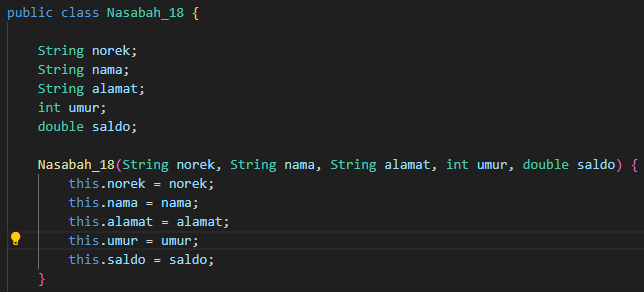 public class Nasabah_18 {
String norek;
String nama;
String alamat;
int umur;
double saldo;
Nasabah_18(String norek, String nama, String alamat, int umur, double saldo) {
this.norek = norek;
this.nama = nama;
this.alamat = alamat;
this.umur = umur;
this.saldo = saldo;
}